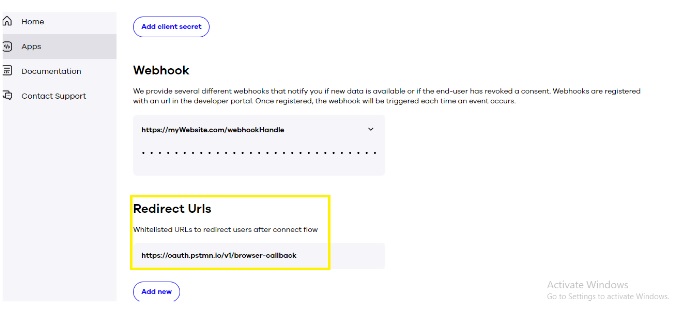 Home
Apps
Documentation
Contact Support
Add client secret
Webhook
We provide several different webhooks that notify you if new data is available or if the end-user has revoked a consent. Webhooks are registered
with an url in the developer portal. Once registered, the webhook will be triggered each time an event occurs.
https://myWebsite.com/webhookHandle
• • • • • • • • • • • • • • • • • • • • • • • • • • • • •
Redirect Urls
Whitelisted URLs to redirect users after connect flow
https://oauth.pstmn.io/v1/browser-callback
Add new
Activate Windows
Go to Settings to activate Windows.